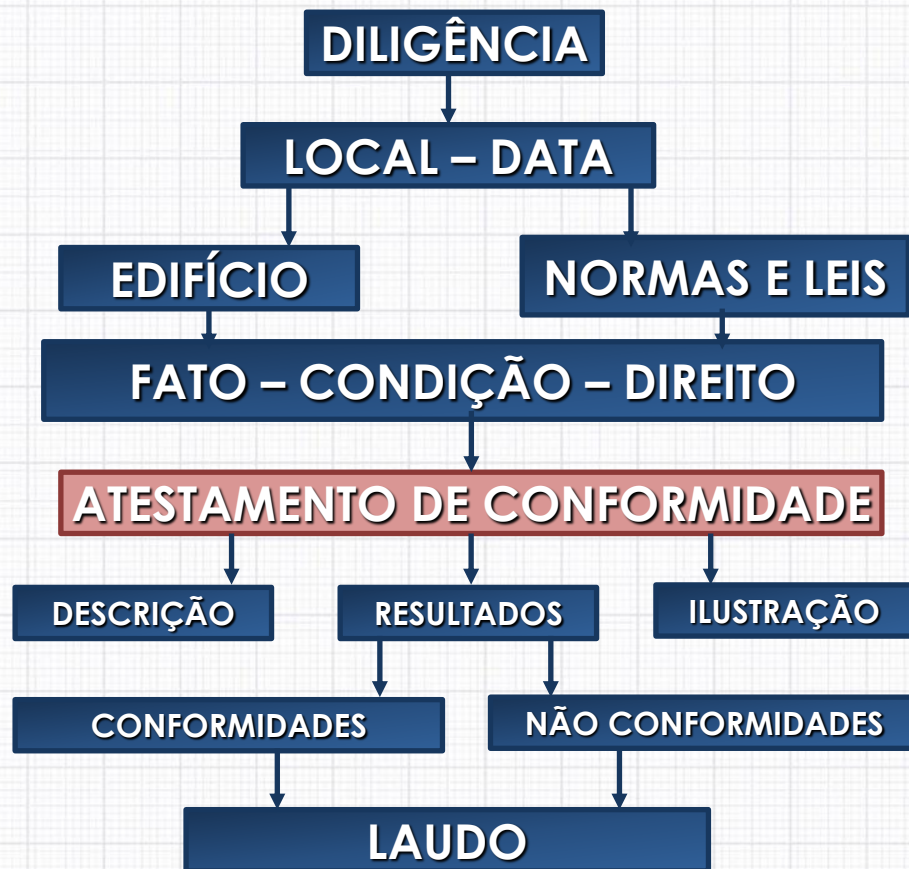 DILIGÊNCIA
LOCAL – DATA
EDIFÍCIO
NORMAS E LEIS
FATO – CONDIÇÃO – DIREITO
ATESTAMENTO DE CONFORMIDADE
DESCRIÇÃO
RESULTADOS
ILUSTRAÇÃO
CONFORMIDADES
NÃO CONFORMIDADES
LAUDO